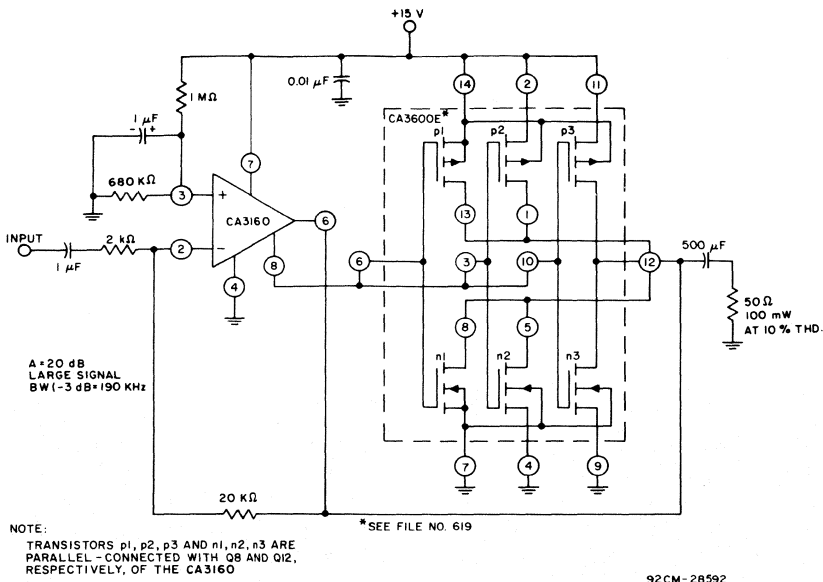 +15 V
0.01 µF
1 MΩ
1 µF
- +
680 KΩ
3
+
7
CA3160
6
INPUT
1 µF
2 kΩ
2
-
8
4
14
2
11
CA3600E*
p1
p2
p3
13
1
6
3
10
12
500 µF
8
5
50Ω
100 mW
AT 10 % THD.
n1
n2
n3
7
4
9
A = 20 dB
LARGE SIGNAL
BW (-3 dB = 190 KHz
20 KΩ
*SEE FILE NO. 619
NOTE:
TRANSISTORS p1, p2, p3 AND n1, n2, n3 ARE
PARALLEL-CONNECTED WITH Q8 AND Q12,
RESPECTIVELY, OF THE CA3160
92CM-28592